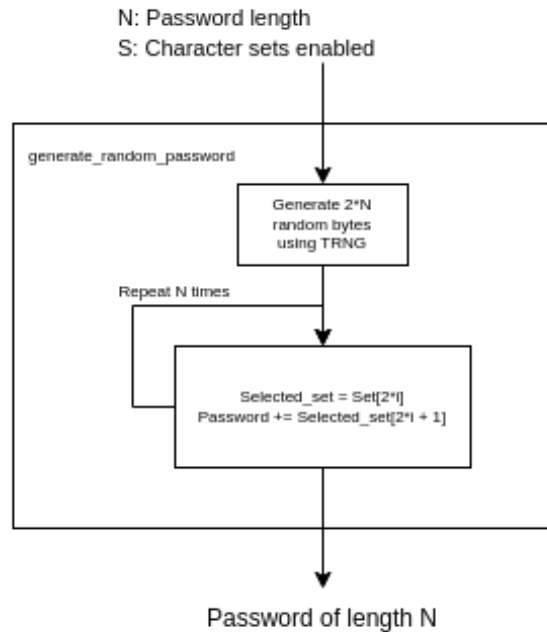 N: Password length
S: Character sets enabled
generate_random_password
Generate 2*N
random bytes
using TRNG
Repeat N times
Selected_set = Set[2*i]
Password += Selected_set[2*i + 1]
Password of length N